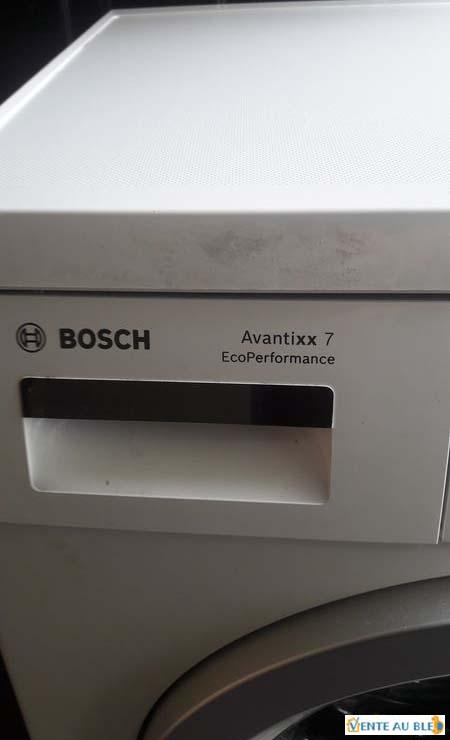 BOSCH
Avantixx 7
EcoPerformance
VENTE AU BLED